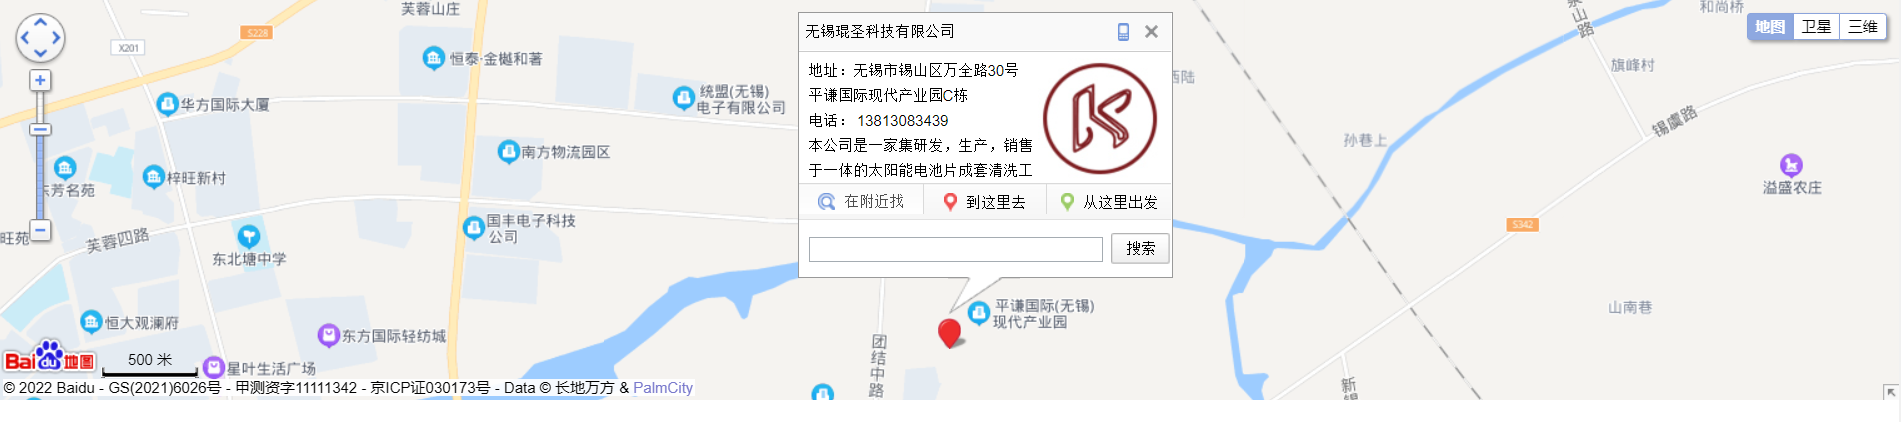 芙蓉山庄
S228
X201
恒泰·金樾和著
华方国际大厦
统盟(无锡)
电子有限公司
南方物流园区
东芳名苑
梓旺新村
国丰电子科技
公司
旺苑
芙蓉四路
东北塘中学
恒大观澜府
东方国际轻纺城
星叶生活广场
Bai du 地图
500 米
© 2022 Baidu - GS(2021)6026号 - 甲测资字11111342 - 京ICP证030173号 - Data © 长地万方 & PalmCity
无锡琨圣科技有限公司
地址：无锡市锡山区万全路30号
平谦国际现代产业园C栋
电话： 13813083439
本公司是一家集研发，生产，销售
于一体的太阳能电池片成套清洗工
在附近找
到这里去
从这里出发
搜索
平谦国际(无锡)
现代产业园
团结中路
西陆
孙巷上
泉山路
和尚桥
地图
卫星
三维
旗峰村
锡虞路
溢盛农庄
S342
山南巷
新锡